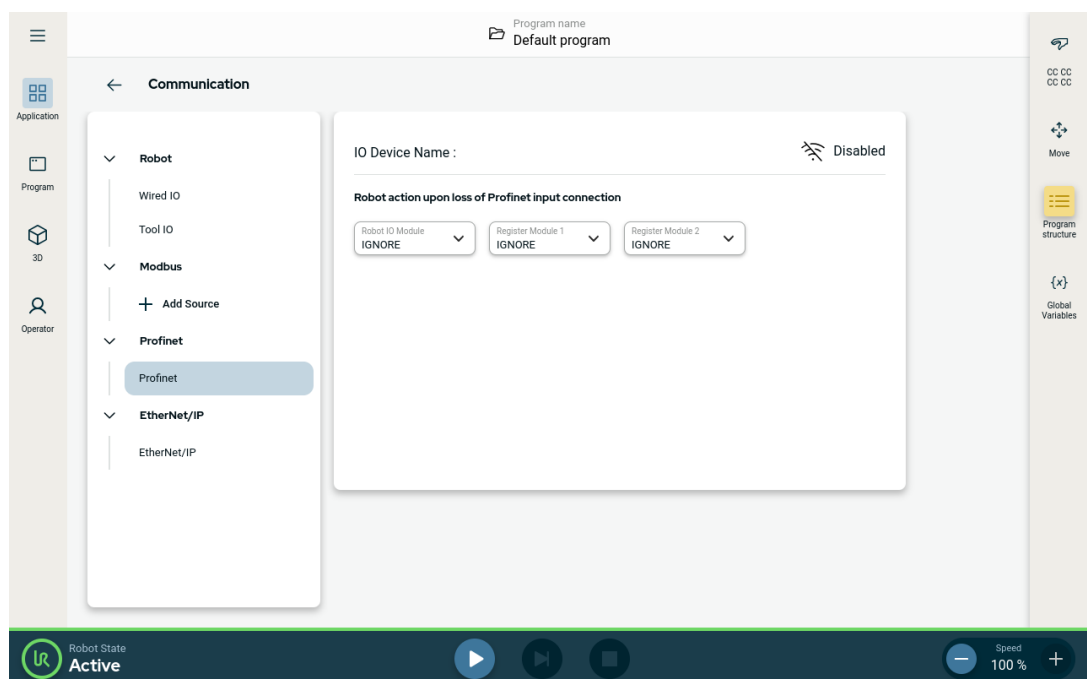 Program name
Default program
Application
Program
3D
Operator
Communication
Robot
Wired IO
Tool IO
Modbus
Add Source
Profinet
Profinet
EtherNet/IP
EtherNet/IP
IO Device Name :
Disabled
Robot action upon loss of Profinet input connection
Robot IO Module
IGNORE
Register Module 1
IGNORE
Register Module 2
IGNORE
CC CC
CC CC
Move
Program
structure
{x}
Global
Variables
UR
Robot State
Active
Speed
100 %